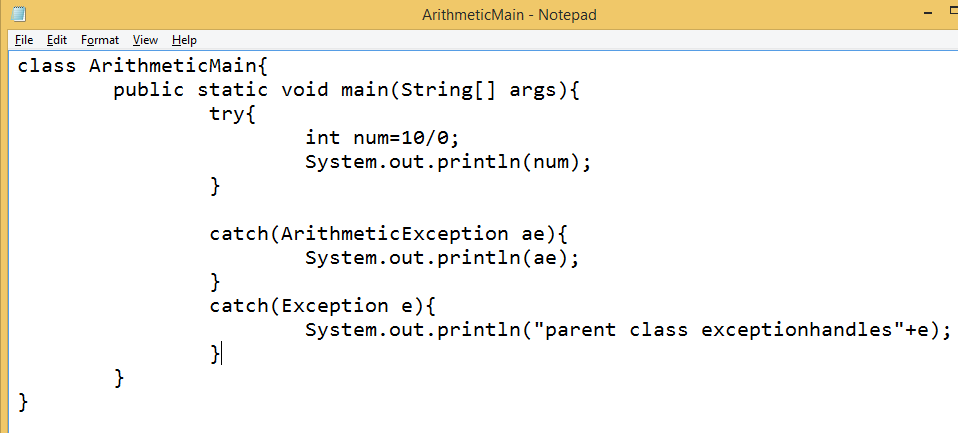 ArithmeticMain - Notepad
File Edit Format View Help
class ArithmeticMain{
public static void main(String[] args){
try{
int num=10/0;
System.out.println(num);
}
catch(ArithmeticException ae){
System.out.println(ae);
}
catch(Exception e){
System.out.println("parent class exceptionhandles"+e);
}
}
}